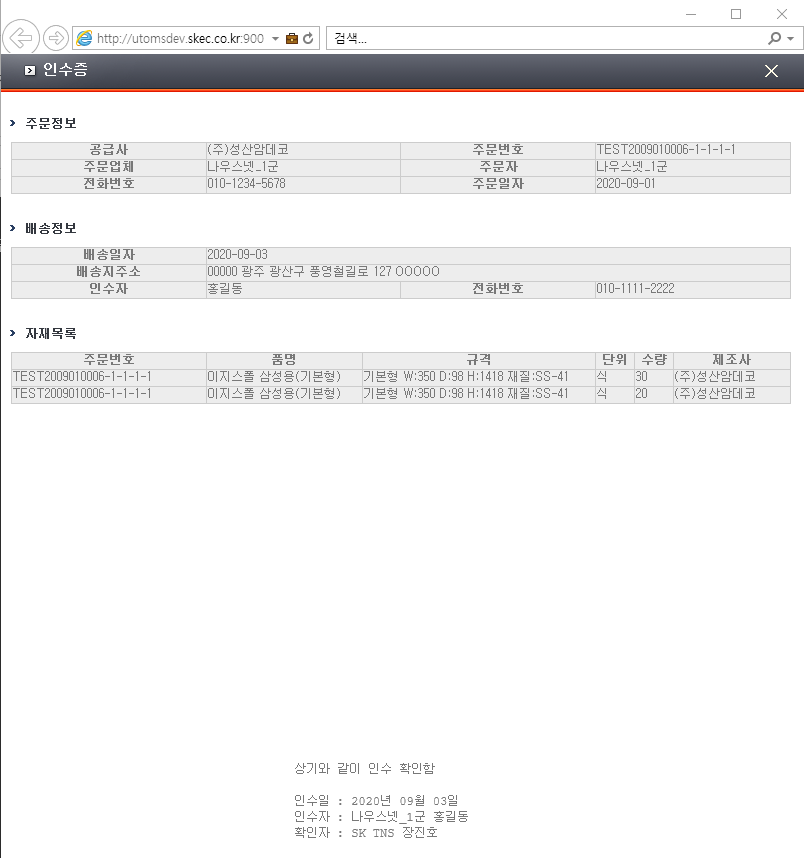 http://utomsdev.skec.co.kr:900
검색...
인수증
주문정보
공급사 (주)성산암데코 주문번호 TEST2009010006-1-1-1-1
주문업체 나우스넷_1군 주문자 나우스넷_1군
전화번호 010-1234-5678 주문일자 2020-09-01
배송정보
배송일자 2020-09-03
배송지주소 00000 광주 광산구 풍영철길로 127 OOOOO
인수자 홍길동 전화번호 010-1111-2222
자재목록
주문번호 품명 규격 단위 수량 제조사
TEST2009010006-1-1-1-1 이지스폴 삼성용(기본형) 기본형 W:350 D:98 H:1418 재질:SS-41 식 30 (주)성산암데코
TEST2009010006-1-1-1-1 이지스폴 삼성용(기본형) 기본형 W:350 D:98 H:1418 재질:SS-41 식 20 (주)성산암데코
상기와 같이 인수 확인함
인수일 : 2020년 09월 03일
인수자 : 나우스넷_1군 홍길동
확인자 : SK TNS 장진호